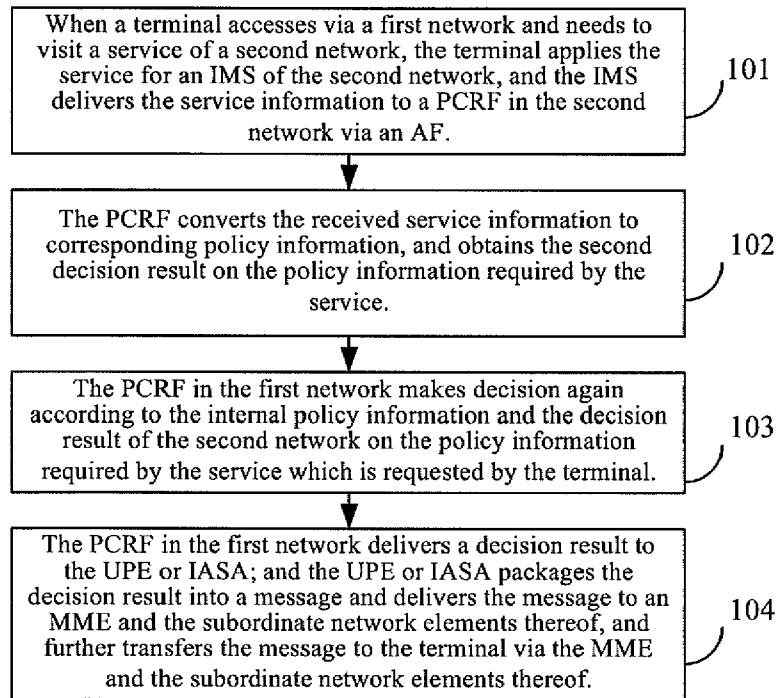 When a terminal accesses via a first network and needs to
visit a service of a second network, the terminal applies the
service for an IMS of the second network, and the IMS
delivers the service information to a PCRF in the second
network via an AF.
101
The PCRF converts the received service information to
corresponding policy information, and obtains the second
decision result on the policy information required by the
service.
102
The PCRF in the first network makes decision again
according to the internal policy information and the decision
result of the second network on the policy information
required by the service which is requested by the terminal.
103
The PCRF in the first network delivers a decision result to
the UPE or IASA; and the UPE or IASA packages the
decision result into a message and delivers the message to an
MME and the subordinate network elements thereof, and
further transfers the message to the terminal via the MME
and the subordinate network elements thereof.
104